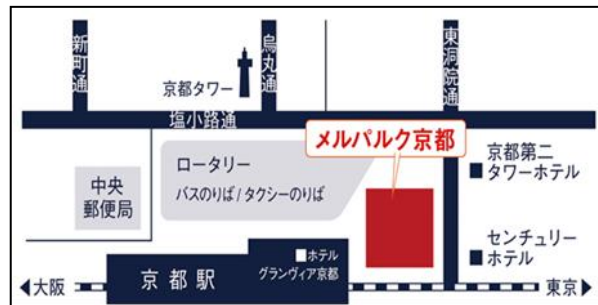 新町通
烏丸通
東洞院通
京都タワー
塩小路通
メルパルク京都
ロータリー
バスのりば / タクシーのりば
中央
郵便局
京都第二
タワーホテル
センチュリー
ホテル
ホテル
グランヴィア京都
京都駅
大阪
東京